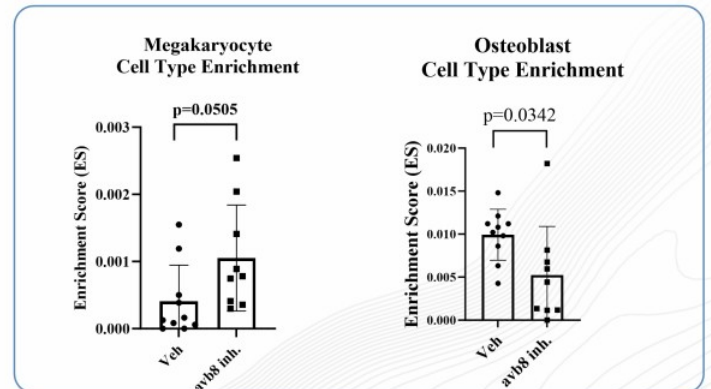 Megakaryocyte
Cell Type Enrichment
p=0.0505
Enrichment Score (ES)
0.003
0.002
0.001
0.000
Veh
avb8 inh.
Osteoblast
Cell Type Enrichment
p=0.0342
Enrichment Score (ES)
0.020
0.015
0.010
0.005
0.000
Veh
avb8 inh.